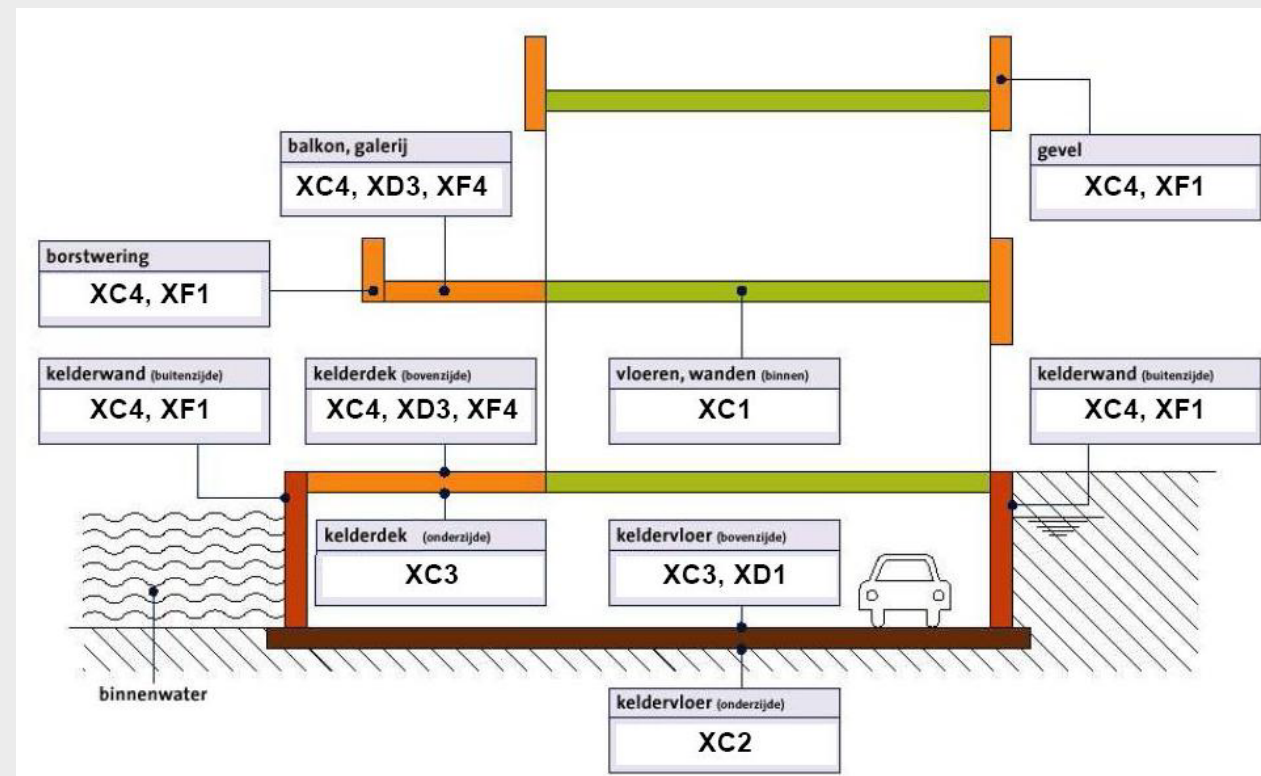 balkon, galerij
XC4, XD3, XF4
gevel
XC4, XF1
borstwering
XC4, XF1
kelderwand (buitenzijde)
XC4, XF1
kelderdek (bovenzijde)
XC4, XD3, XF4
vloeren, wanden (binnen)
XC1
kelderwand (buitenzijde)
XC4, XF1
kelderdek (onderzijde)
XC3
keldervloer (bovenzijde)
XC3, XD1
binnenwater
keldervloer (onderzijde)
XC2